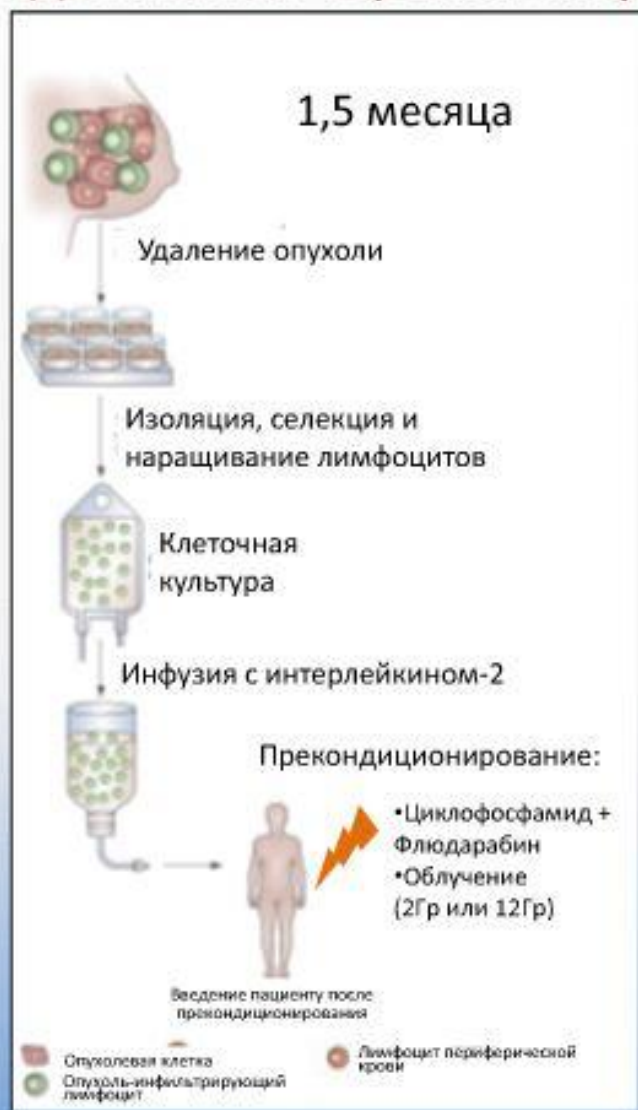 1,5 месяца
Удаление опухоли
Изоляция, селекция и
наращивание лимфоцитов
Клеточная
культура
Инфузия с интерлейкином-2
Прекондиционирование:
•Циклофосфамид +
Флюдарабин
•Облучение
(2Гр или 12Гр)
Введение пациенту после
прекондиционирования
Опухолевая клетка
Опухоль-инфильтрирующий
лимфоцит
Лимфоцит периферической
крови